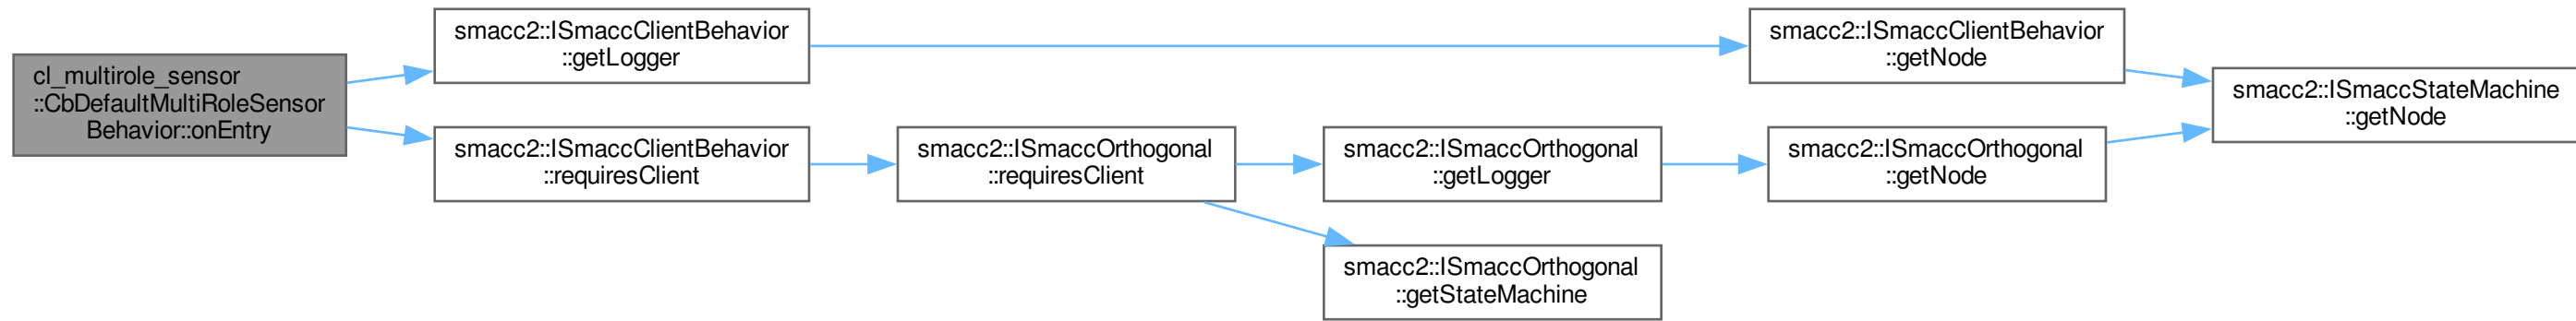 cl_multirole_sensor
::CbDefaultMultiRoleSensor
Behavior::onEntry
smacc2::ISmaccClientBehavior
::getLogger
smacc2::ISmaccClientBehavior
::requiresClient
smacc2::ISmaccOrthogonal
::requiresClient
smacc2::ISmaccOrthogonal
::getLogger
smacc2::ISmaccOrthogonal
::getStateMachine
smacc2::ISmaccClientBehavior
::getNode
smacc2::ISmaccOrthogonal
::getNode
smacc2::ISmaccStateMachine
::getNode